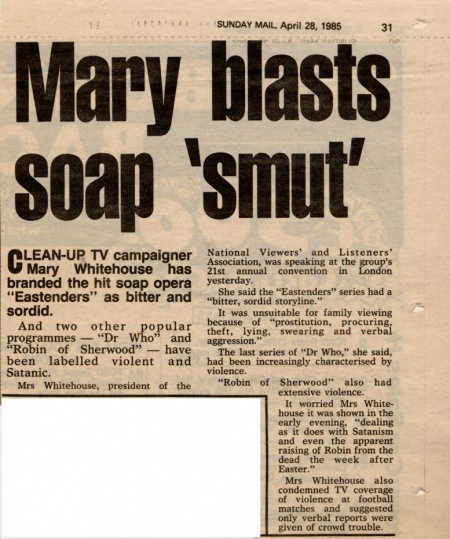 SUNDAY MAIL, April 28, 1985
31
Mary blasts
soap 'smut'
CLEAN-UP TV campaigner
Mary Whitehouse has
branded the hit soap opera
"Eastenders" as bitter and
sordid.
And two other popular
programmes — "Dr Who" and
"Robin of Sherwood" — have
been labelled violent and
Satanic.
Mrs Whitehouse, president of the
National Viewers' and Listeners'
Association, was speaking at the group's
21st annual convention in London
yesterday.
She said the "Eastenders" series had a
"bitter, sordid storyline."
It was unsuitable for family viewing
because of "prostitution, procuring,
theft, lying, swearing and verbal
aggression."
The last series of "Dr Who," she said,
had been increasingly characterised by
violence.
"Robin of Sherwood" also had
extensive violence.
It worried Mrs White-
house it was shown in the
early evening, "dealing
as it does with Satanism
and even the apparent
raising of Robin from the
dead the week after
Easter."
Mrs Whitehouse also
condemned TV coverage
of violence at football
matches and suggested
only verbal reports were
given of crowd trouble.